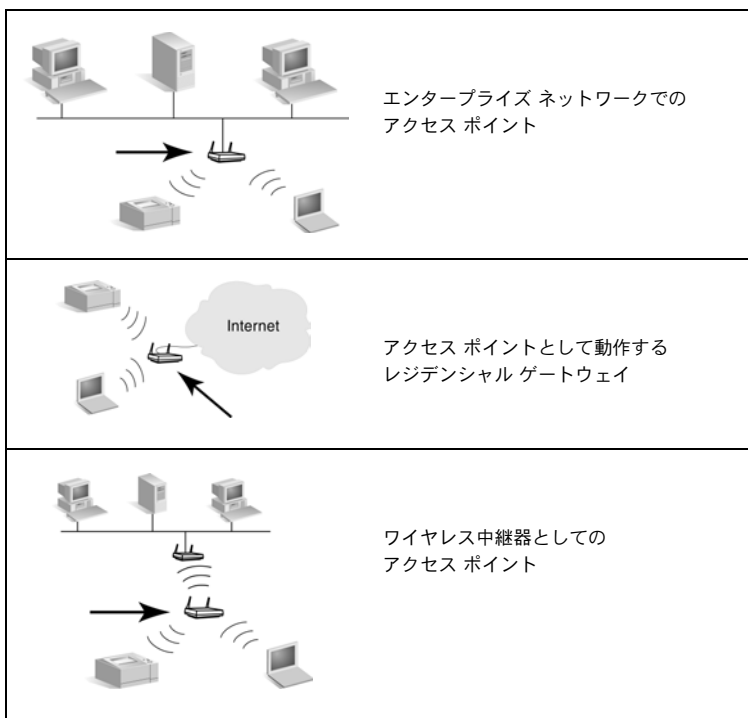 エンタープライズ ネットワークでの
アクセス ポイント
Internet
アクセス ポイントとして動作する
レジデンシャル ゲートウェイ
ワイヤレス中継器としての
アクセス ポイント